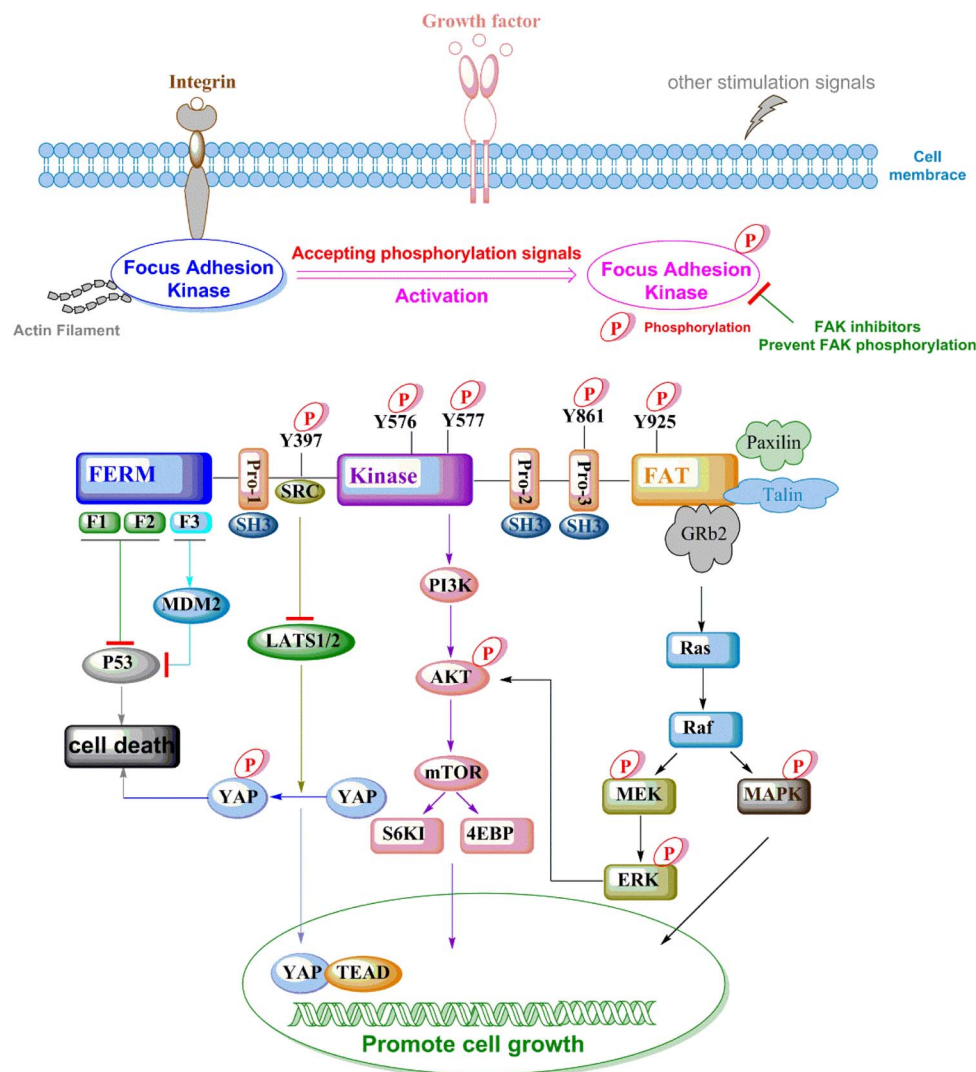 Growth factor
Integrin
other stimulation signals
Cell
membrace
Focus Adhesion
Kinase
Accepting phosphorylation signals
Activation
P
Focus Adhesion
Kinase
Actin Filament
P Phosphorylation
FAK inhibitors
Prevent FAK phosphorylation
P P P P P
Y397 Y576 Y577 Y861 Y925
Paxilin
FERM Pro-1 SRC Kinase Pro-2 Pro-3 FAT
Talin
F1 F2 F3 SH3 SH3 SH3
GRb2
PI3K
MDM2
LATS1/2
P53
AKT P
Ras
cell death
Raf
P
YAP YAP
mTOR
P
MEK
P
MAPK
S6KI 4EBP
P
ERK
YAP TEAD
Promote cell growth